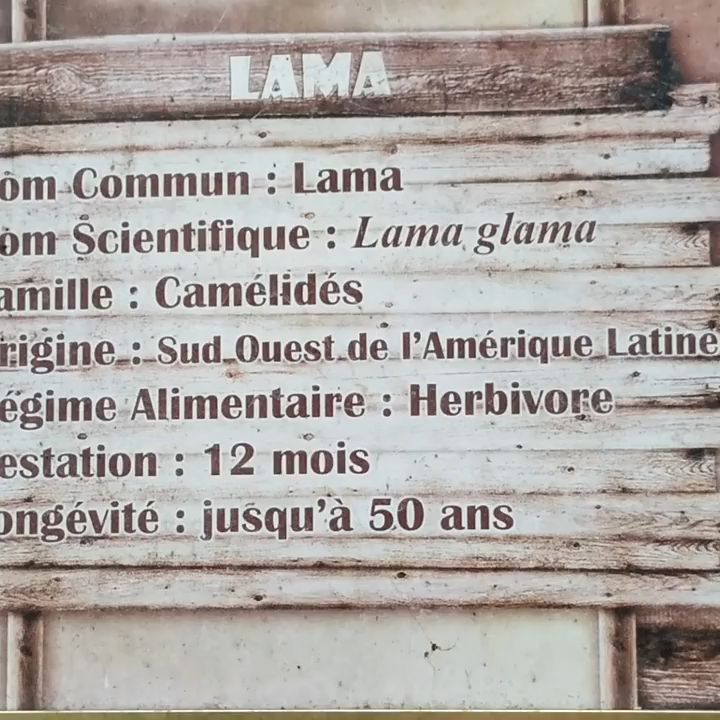 LAMA
om Commun : Lama
om Scientifique : Lama glama
amille : Camélidés
rigine : Sud Ouest de l'Amérique Latine
égime Alimentaire : Herbivore
estation : 12 mois
ongévité : jusqu'à 50 ans